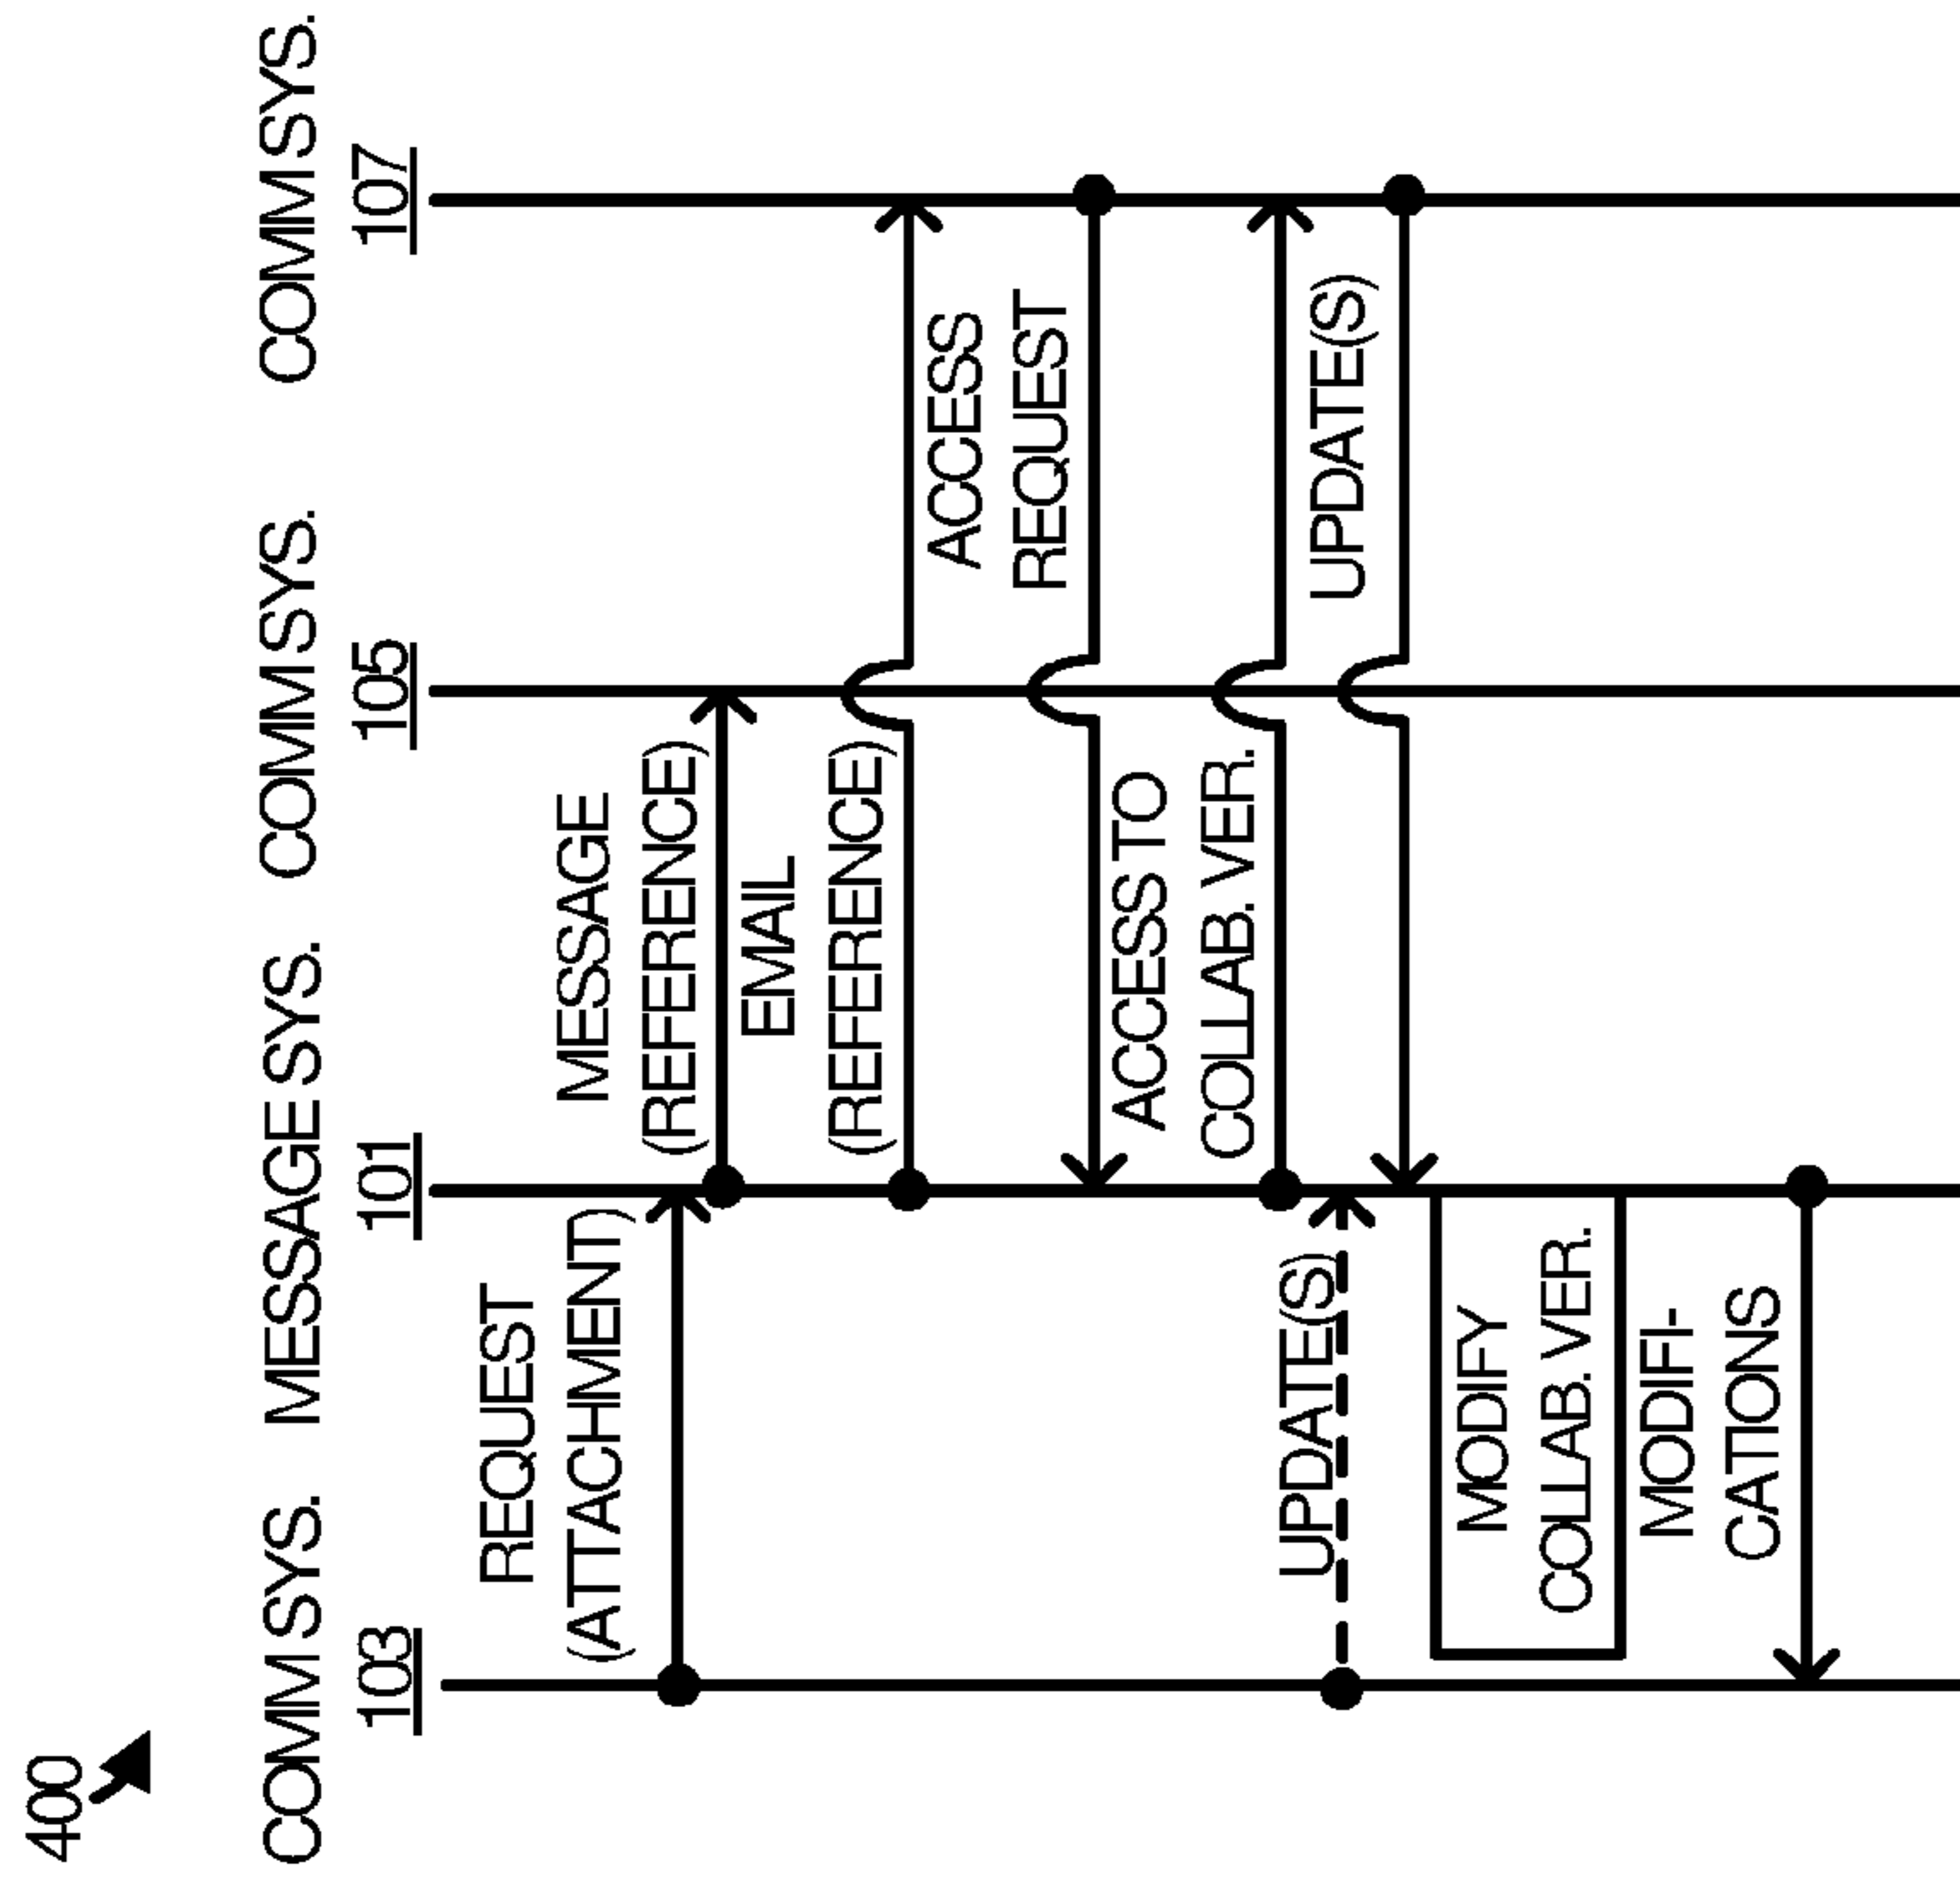 400
COMM SYS. MESSAGE SYS. COMM SYS. COMM SYS.
103 101 105 107
REQUEST
(ATTACHMENT)
MESSAGE
(REFERENCE)
EMAIL
(REFERENCE)
ACCESS
REQUEST
ACCESS TO
COLLAB. VER.
UPDATE(S)
UPDATE(S)
MODIFY
COLLAB. VER.
MODIFI-
CATIONS